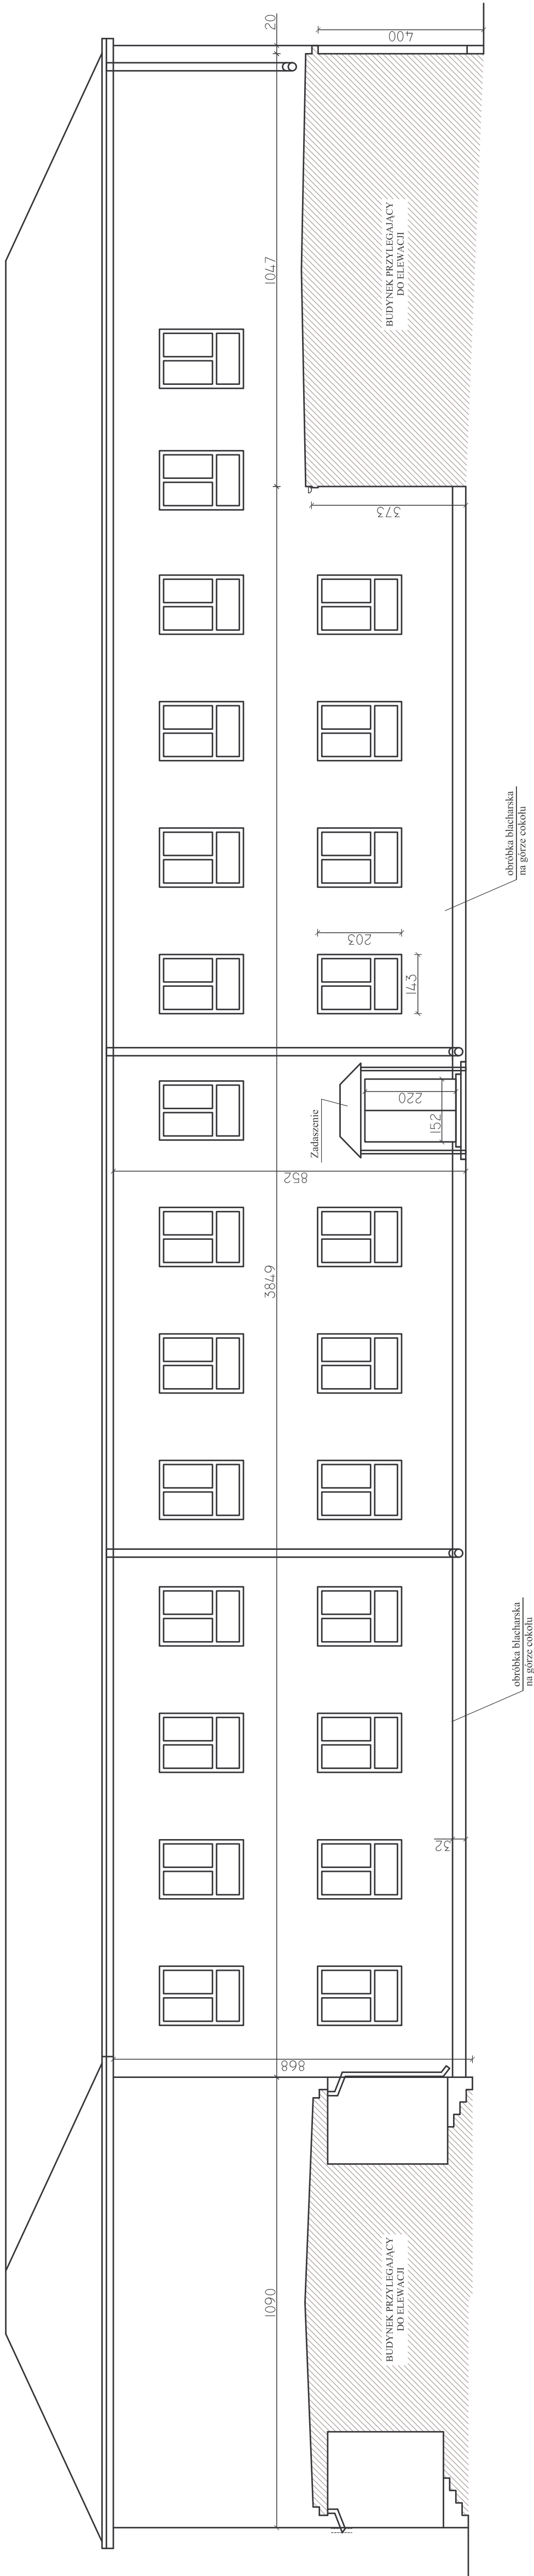 1090
3849
1047
20
868
852
373
400
203
143
220
152
32
Zadaszenie
BUDYNEK PRZYLEGAJĄCY
DO ELEWACJI
BUDYNEK PRZYLEGAJĄCY
DO ELEWACJI
obróbka blacharska
na górze cokołu
obróbka blacharska
na górze cokołu